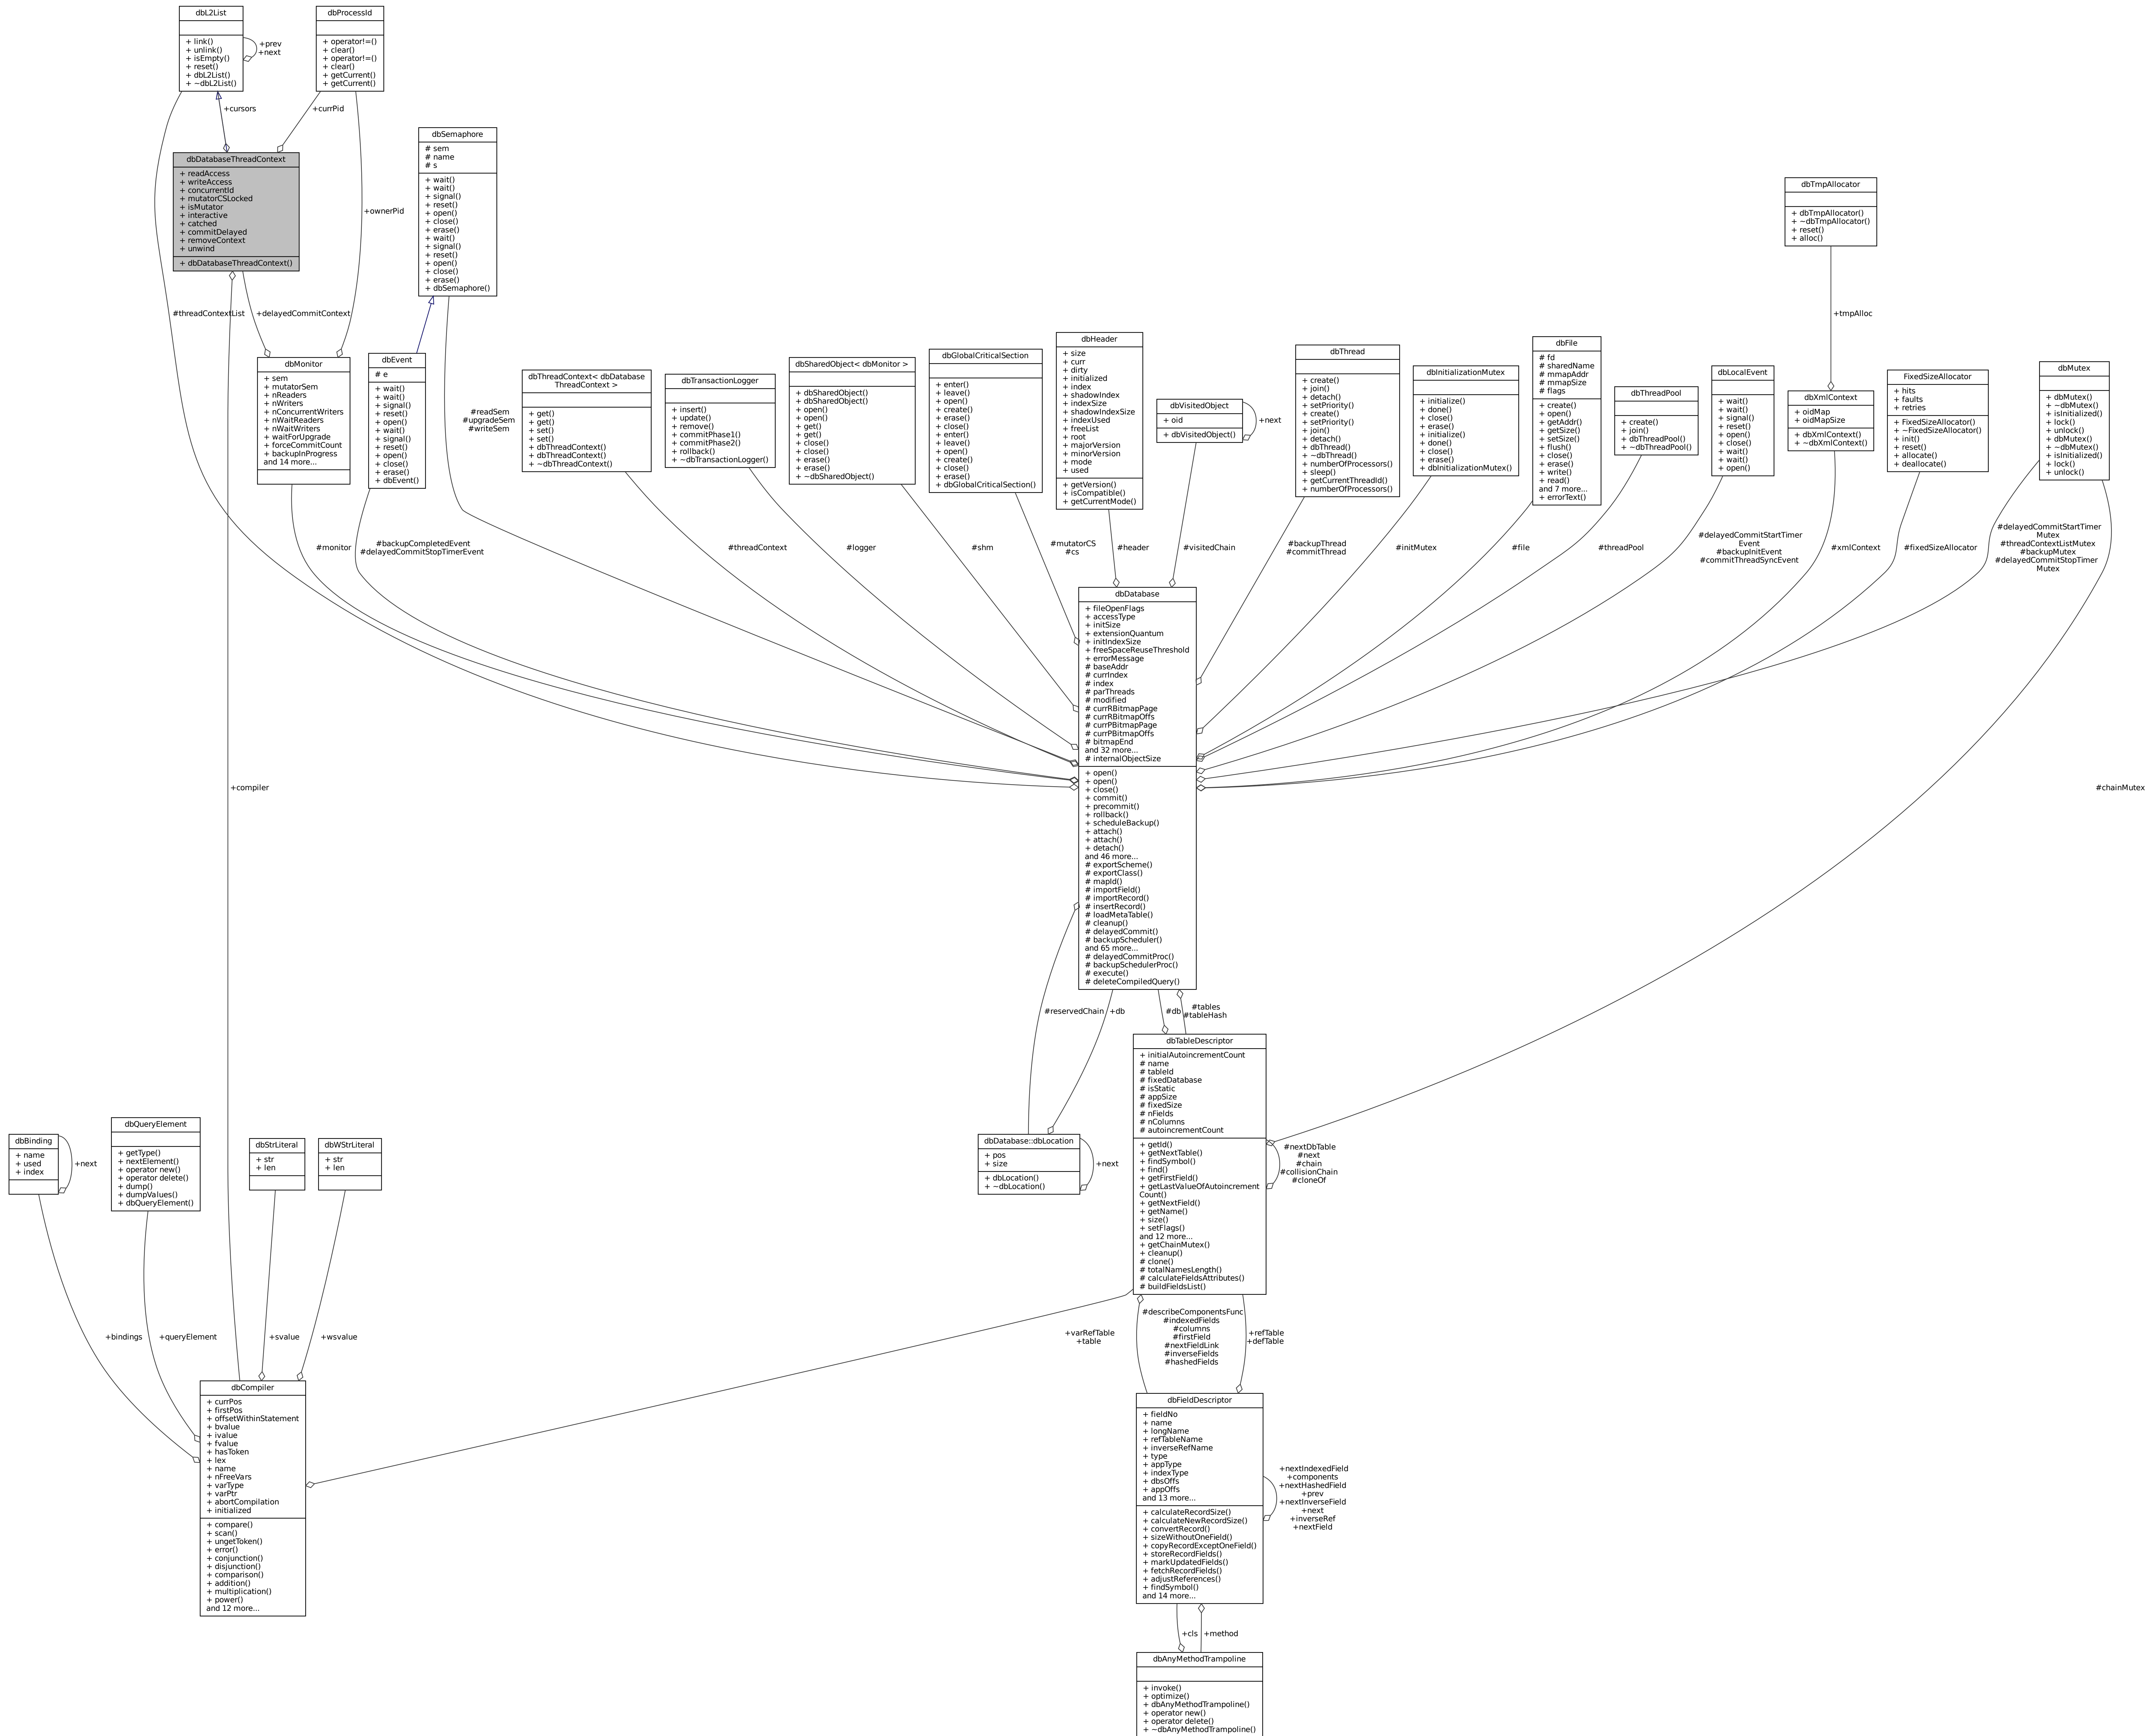 dbL2List
+ link()
+ unlink()
+ isEmpty()
+ reset()
+ dbL2List()
+ ~dbL2List()
+prev
+next
dbProcessId
+ operator!=()
+ clear()
+ operator!=()
+ clear()
+ getCurrent()
+ getCurrent()
+cursors
+currPid
dbDatabaseThreadContext
+ readAccess
+ writeAccess
+ concurrentId
+ mutatorCSLocked
+ isMutator
+ interactive
+ catched
+ commitDelayed
+ removeContext
+ unwind
+ dbDatabaseThreadContext()
+ownerPid
dbSemaphore
# sem
# name
# s
+ wait()
+ wait()
+ signal()
+ reset()
+ open()
+ close()
+ erase()
+ wait()
+ signal()
+ reset()
+ open()
+ close()
+ erase()
+ dbSemaphore()
dbTmpAllocator
+ dbTmpAllocator()
+ ~dbTmpAllocator()
+ reset()
+ alloc()
#threadContextList
+delayedCommitContext
+tmpAlloc
dbMonitor
+ sem
+ mutatorSem
+ nReaders
+ nWriters
+ nConcurrentWriters
+ nWaitReaders
+ nWaitWriters
+ waitForUpgrade
+ forceCommitCount
+ backupInProgress
and 14 more...
dbEvent
# e
+ wait()
+ wait()
+ signal()
+ reset()
+ open()
+ wait()
+ signal()
+ reset()
+ open()
+ close()
+ erase()
+ dbEvent()
#readSem
#upgradeSem
#writeSem
dbThreadContext< dbDatabase
ThreadContext >
+ get()
+ get()
+ set()
+ set()
+ dbThreadContext()
+ dbThreadContext()
+ ~dbThreadContext()
dbTransactionLogger
+ insert()
+ update()
+ remove()
+ commitPhase1()
+ commitPhase2()
+ rollback()
+ ~dbTransactionLogger()
dbSharedObject< dbMonitor >
+ dbSharedObject()
+ dbSharedObject()
+ open()
+ open()
+ get()
+ get()
+ close()
+ close()
+ erase()
+ erase()
+ ~dbSharedObject()
dbGlobalCriticalSection
+ enter()
+ leave()
+ open()
+ create()
+ erase()
+ close()
+ enter()
+ leave()
+ open()
+ create()
+ close()
+ erase()
+ dbGlobalCriticalSection()
dbHeader
+ size
+ curr
+ dirty
+ initialized
+ index
+ shadowIndex
+ indexSize
+ shadowIndexSize
+ indexUsed
+ freeList
+ root
+ majorVersion
+ minorVersion
+ mode
+ used
+ getVersion()
+ isCompatible()
+ getCurrentMode()
dbVisitedObject
+ oid
+ dbVisitedObject()
+next
dbThread
+ create()
+ join()
+ detach()
+ setPriority()
+ create()
+ setPriority()
+ join()
+ detach()
+ dbThread()
+ ~dbThread()
+ numberOfProcessors()
+ sleep()
+ getCurrentThreadId()
+ numberOfProcessors()
dbInitializationMutex
+ initialize()
+ done()
+ close()
+ erase()
+ initialize()
+ done()
+ close()
+ erase()
+ dbInitializationMutex()
dbFile
# fd
# sharedName
# mmapAddr
# mmapSize
# flags
+ create()
+ open()
+ getAddr()
+ getSize()
+ setSize()
+ flush()
+ close()
+ erase()
+ write()
+ read()
and 7 more...
+ errorText()
dbThreadPool
+ create()
+ join()
+ dbThreadPool()
+ ~dbThreadPool()
dbLocalEvent
+ wait()
+ wait()
+ signal()
+ reset()
+ open()
+ close()
+ wait()
+ wait()
+ open()
dbXmlContext
+ oidMap
+ oidMapSize
+ dbXmlContext()
+ ~dbXmlContext()
FixedSizeAllocator
+ hits
+ faults
+ retries
+ FixedSizeAllocator()
+ ~FixedSizeAllocator()
+ init()
+ reset()
+ allocate()
+ deallocate()
dbMutex
+ dbMutex()
+ ~dbMutex()
+ isInitialized()
+ lock()
+ unlock()
+ dbMutex()
+ ~dbMutex()
+ isInitialized()
+ lock()
+ unlock()
#monitor
#backupCompletedEvent
#delayedCommitStopTimerEvent
#threadContext
#logger
#shm
#mutatorCS
#cs
#header
#visitedChain
#backupThread
#commitThread
#initMutex
#file
#threadPool
#delayedCommitStartTimer
Event
#backupInitEvent
#commitThreadSyncEvent
#xmlContext
#fixedSizeAllocator
#delayedCommitStartTimer
Mutex
#threadContextListMutex
#backupMutex
#delayedCommitStopTimer
Mutex
dbDatabase
+ fileOpenFlags
+ accessType
+ initSize
+ extensionQuantum
+ initIndexSize
+ freeSpaceReuseThreshold
+ errorMessage
# baseAddr
# currIndex
# index
# parThreads
# modified
# currRBitmapPage
# currRBitmapOffs
# currPBitmapPage
# currPBitmapOffs
# bitmapEnd
and 32 more...
# internalObjectSize
+ open()
+ open()
+ close()
+ commit()
+ precommit()
+ rollback()
+ scheduleBackup()
+ attach()
+ attach()
+ detach()
and 46 more...
# exportScheme()
# exportClass()
# mapId()
# importField()
# importRecord()
# insertRecord()
# loadMetaTable()
# cleanup()
# delayedCommit()
# backupScheduler()
and 65 more...
# delayedCommitProc()
# backupSchedulerProc()
# execute()
# deleteCompiledQuery()
+compiler
#chainMutex
#reservedChain
+db
#db
#tables
#tableHash
dbTableDescriptor
+ initialAutoincrementCount
# name
# tableId
# fixedDatabase
# isStatic
# appSize
# fixedSize
# nFields
# nColumns
# autoincrementCount
+ getId()
+ getNextTable()
+ findSymbol()
+ find()
+ getFirstField()
+ getLastValueOfAutoincrement
Count()
+ getNextField()
+ getName()
+ size()
+ setFlags()
and 12 more...
+ getChainMutex()
+ cleanup()
# clone()
# totalNamesLength()
# calculateFieldsAttributes()
# buildFieldsList()
#nextDbTable
#next
#chain
#collisionChain
#cloneOf
dbDatabase::dbLocation
+ pos
+ size
+ dbLocation()
+ ~dbLocation()
+next
dbBinding
+ name
+ used
+ index
+next
dbQueryElement
+ getType()
+ nextElement()
+ operator new()
+ operator delete()
+ dump()
+ dumpValues()
+ dbQueryElement()
dbStrLiteral
+ str
+ len
dbWStrLiteral
+ str
+ len
+bindings
+queryElement
+svalue
+wsvalue
+varRefTable
+table
#describeComponentsFunc
#indexedFields
#columns
#firstField
#nextFieldLink
#inverseFields
#hashedFields
+refTable
+defTable
dbCompiler
+ currPos
+ firstPos
+ offsetWithinStatement
+ bvalue
+ ivalue
+ fvalue
+ hasToken
+ lex
+ name
+ nFreeVars
+ varType
+ varPtr
+ abortCompilation
+ initialized
+ compare()
+ scan()
+ ungetToken()
+ error()
+ conjunction()
+ disjunction()
+ comparison()
+ addition()
+ multiplication()
+ power()
and 12 more...
dbFieldDescriptor
+ fieldNo
+ name
+ longName
+ refTableName
+ inverseRefName
+ type
+ appType
+ indexType
+ dbsOffs
+ appOffs
and 13 more...
+ calculateRecordSize()
+ calculateNewRecordSize()
+ convertRecord()
+ sizeWithoutOneField()
+ copyRecordExceptOneField()
+ storeRecordFields()
+ markUpdatedFields()
+ fetchRecordFields()
+ adjustReferences()
+ findSymbol()
and 14 more...
+nextIndexedField
+components
+nextHashedField
+prev
+nextInverseField
+next
+inverseRef
+nextField
+cls
+method
dbAnyMethodTrampoline
+ invoke()
+ optimize()
+ dbAnyMethodTrampoline()
+ operator new()
+ operator delete()
+ ~dbAnyMethodTrampoline()